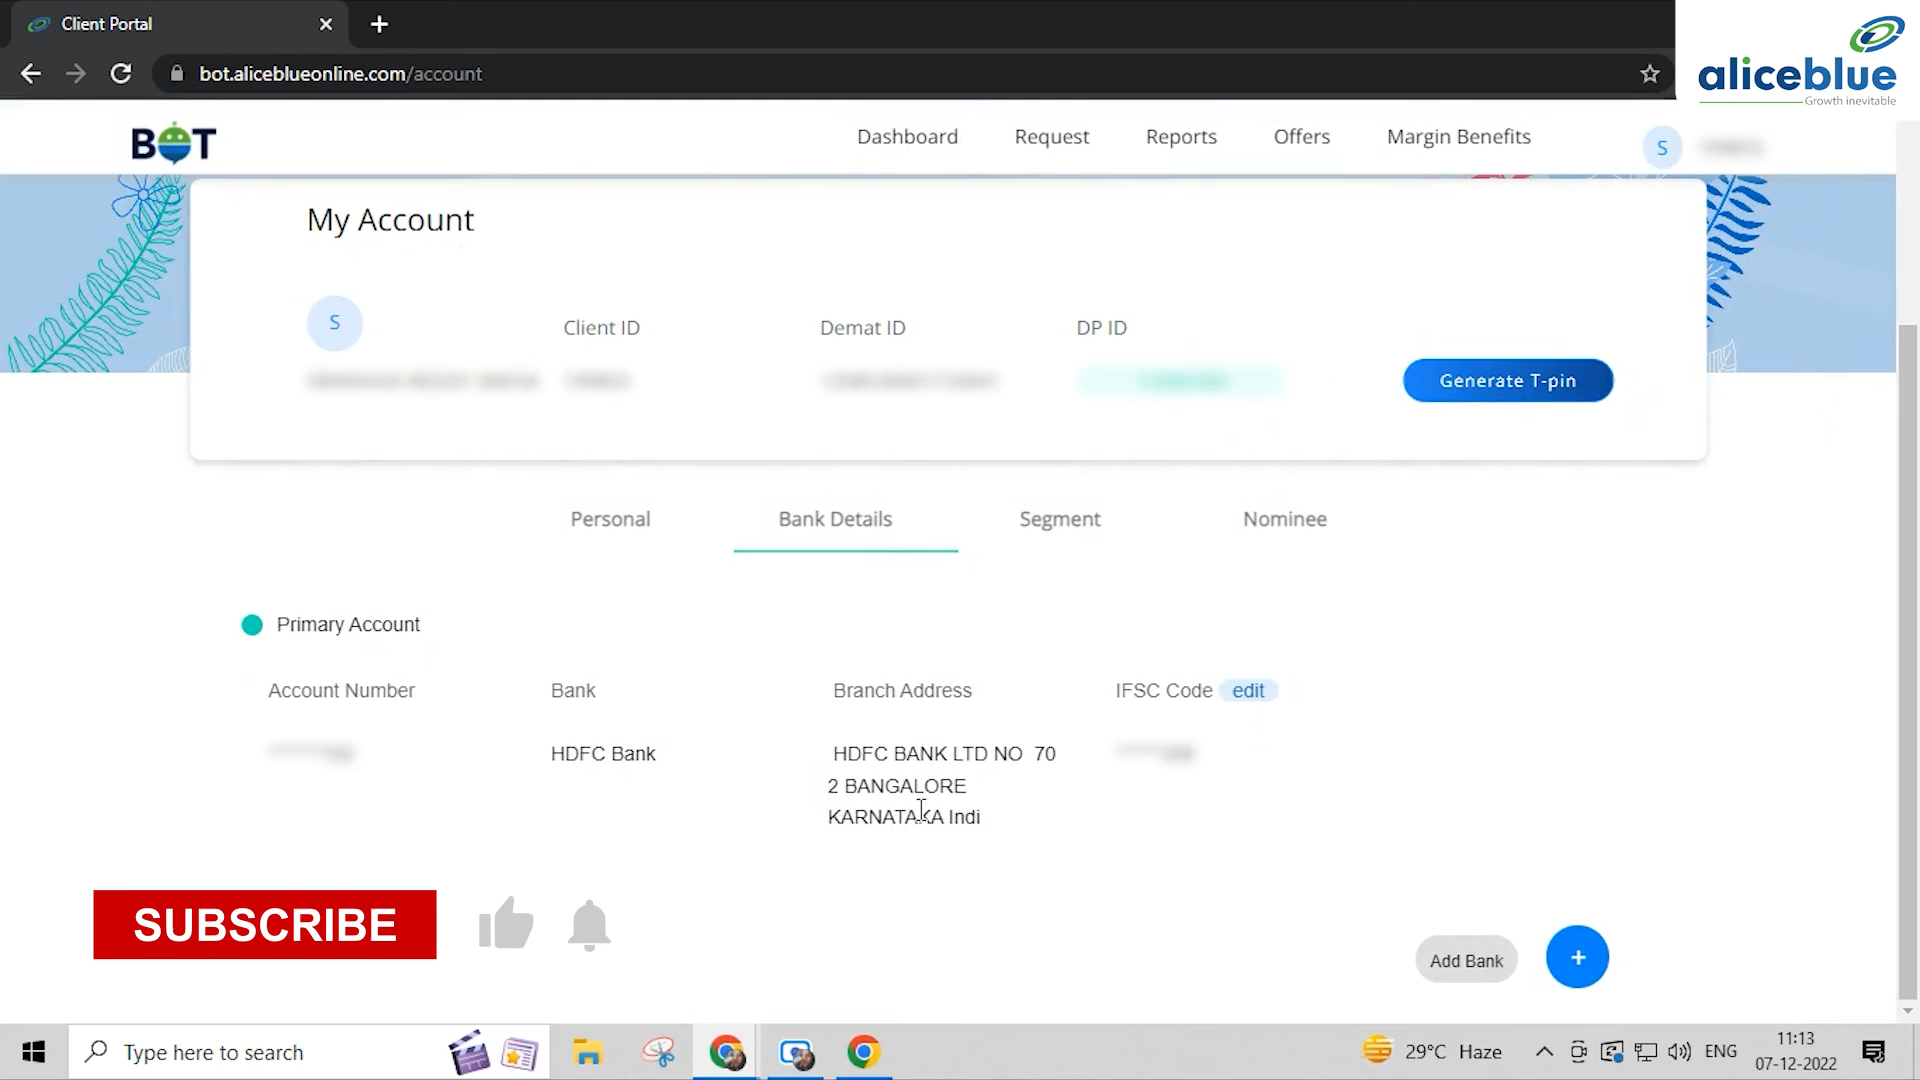 Client Portal
bot.aliceblueonline.com/account
aliceblue
Growth inevitable
BOT
Dashboard
Request
Reports
Offers
Margin Benefits
S
My Account
S
Client ID
Demat ID
DP ID
Generate T-pin
Personal
Bank Details
Segment
Nominee
Primary Account
Account Number
Bank
Branch Address
IFSC Code edit
HDFC Bank
HDFC BANK LTD NO 70
2 BANGALORE
KARNATAKA Indi
SUBSCRIBE
Add Bank
+
Type here to search
29°C Haze
ENG
11:13
07-12-2022